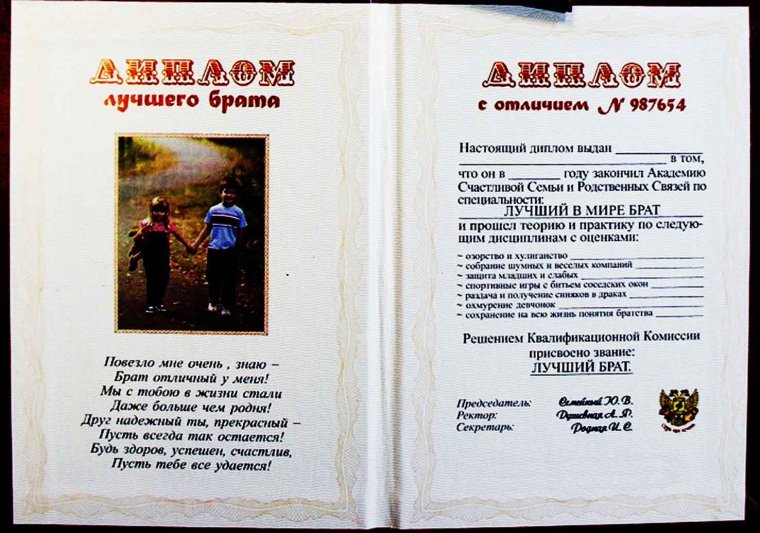 ДИПЛОМ
лучшего брата
Повезло мне очень , знаю –
Брат отличный у меня!
Мы с тобою в жизни стали
Даже больше чем родня!
Друг надежный ты, прекрасный –
Пусть всегда так остается!
Будь здоров, успешен, счастлив,
Пусть тебе все удается!
ДИПЛОМ
с отличием N 987654
Настоящий диплом выдан
в том,
что он в ________ году закончил Академию
Счастливой Семьи и Родственных Связей по
специальности:
ЛУЧШИЙ В МИРЕ БРАТ
и прошел теорию и практику по следую-
щим дисциплинам с оценками:
~ озорство и хулиганство
~ собрание шумных и веселых компаний
~ защита младших и слабых
~ спортивные игры с битьем соседских окон
~ раздача и получение синяков в драках
~ охмурение девчонок
~ сохранение на всю жизнь понятия братства
Решением Квалификационной Комиссии
присвоено звание:
ЛУЧШИЙ БРАТ.
Председатель: Семейный Ю. В.
Ректор: Душевная А. Р.
Секретарь: Родная И. С.